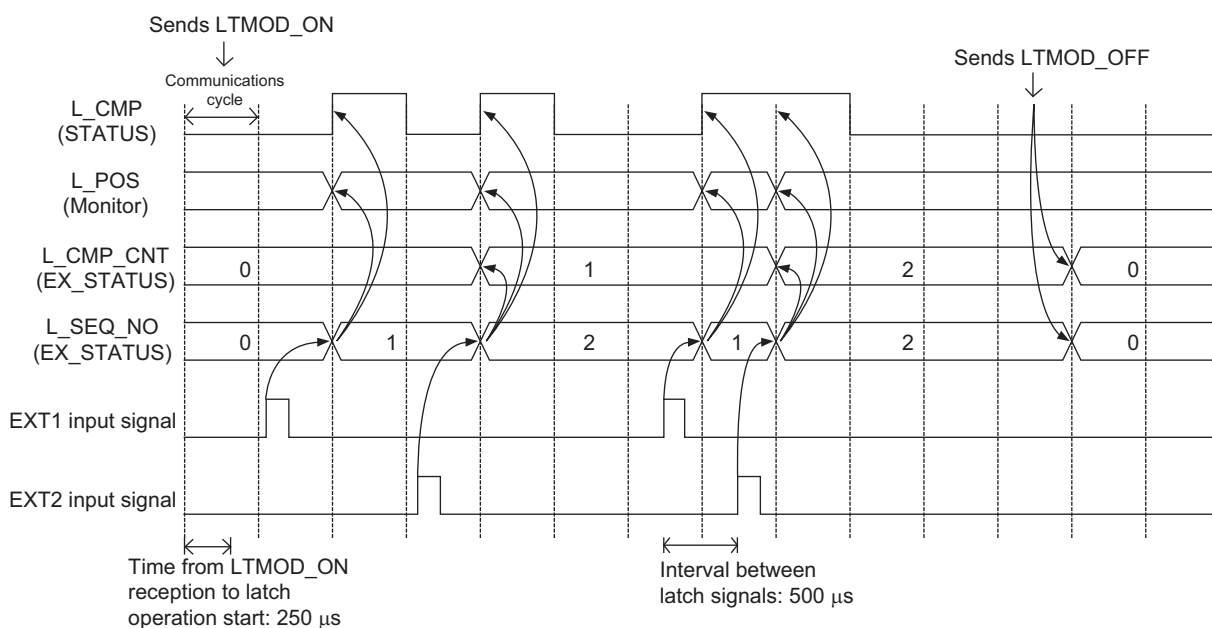 Sends LTMOD_ON
Sends LTMOD_OFF
Communications
cycle
L_CMP
(STATUS)
L_POS
(Monitor)
L_CMP_CNT
(EX_STATUS)
0
1
2
0
L_SEQ_NO
(EX_STATUS)
0
1
2
1
2
0
EXT1 input signal
EXT2 input signal
Time from LTMOD_ON
reception to latch
operation start: 250 μs
Interval between
latch signals: 500 μs